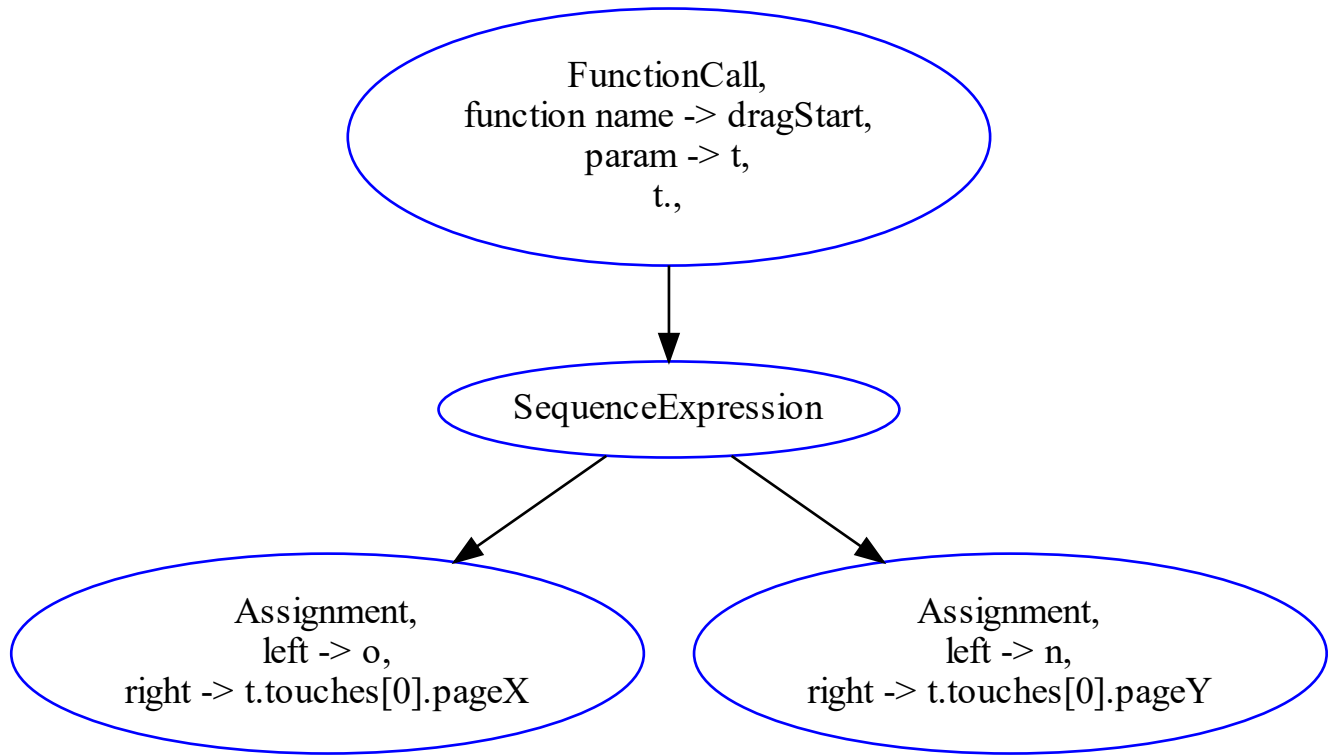 FunctionCall,
function name -> dragStart,
param -> t,
t.,
SequenceExpression
Assignment,
left -> o,
right -> t.touches[0].pageX
Assignment,
left -> n,
right -> t.touches[0].pageY